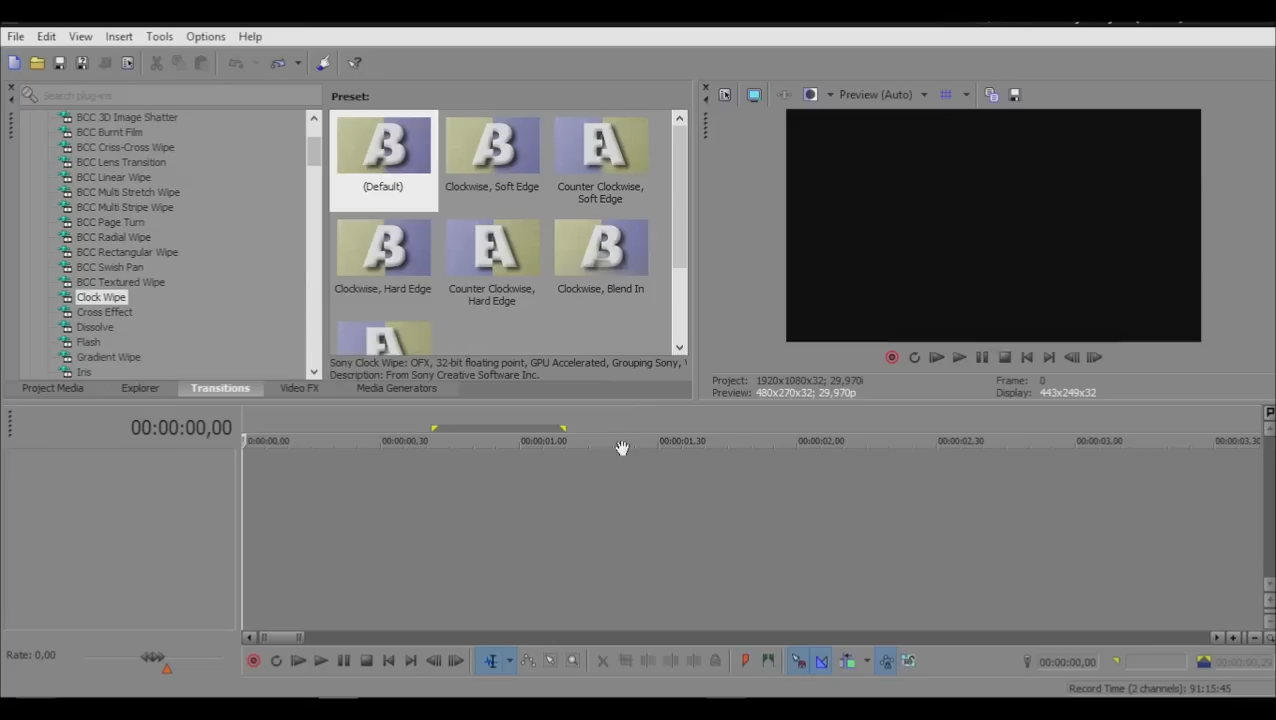 File Edit View Insert Tools Options Help
Search plug-ins
BCC 3D Image Shatter
BCC Burnt Film
BCC Criss-Cross Wipe
BCC Lens Transition
BCC Linear Wipe
BCC Multi Stretch Wipe
BCC Multi Stripe Wipe
BCC Page Turn
BCC Radial Wipe
BCC Rectangular Wipe
BCC Swish Pan
BCC Textured Wipe
Clock Wipe
Cross Effect
Dissolve
Flash
Gradient Wipe
Iris
Preset:
(Default)
Clockwise, Soft Edge
Counter Clockwise,
Soft Edge
Clockwise, Hard Edge
Counter Clockwise,
Hard Edge
Clockwise, Blend In
Sony Clock Wipe: OFX, 32-bit floating point, GPU Accelerated, Grouping Sony,
Description: From Sony Creative Software Inc.
Project Media Explorer Transitions Video FX Media Generators
Preview (Auto)
Project: 1920x1080x32; 29,970i
Preview: 480x270x32; 29,970p
Frame: 0
Display: 443x249x32
00:00:00,00
0:00:00,00 00:00:00.30 00:00:01.00 00:00:01.30 00:00:02.00 00:00:02.30 00:00:03.00 00:00:03.30
Rate: 0,00
00:00:00,00
00:00:00,29
Record Time (2 channels): 91:15:45